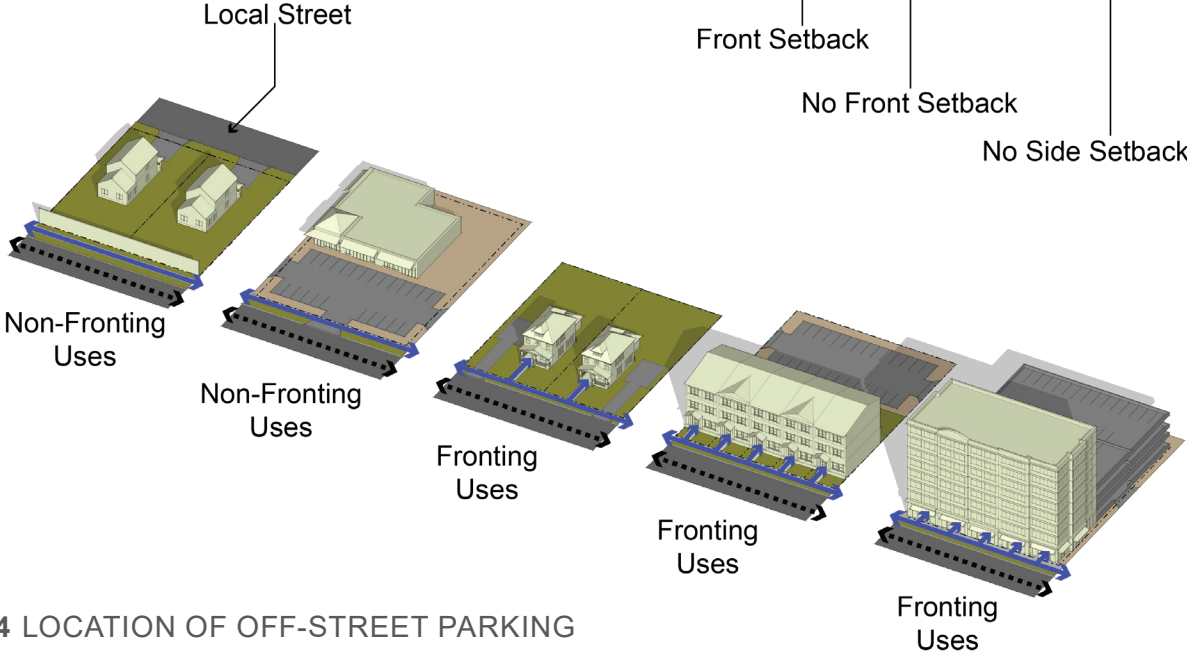 Local Street
Front Setback
No Front Setback
No Side Setback
Non-Fronting
Uses
Non-Fronting
Uses
Fronting
Uses
Fronting
Uses
Fronting
Uses
4 LOCATION OF OFF-STREET PARKING